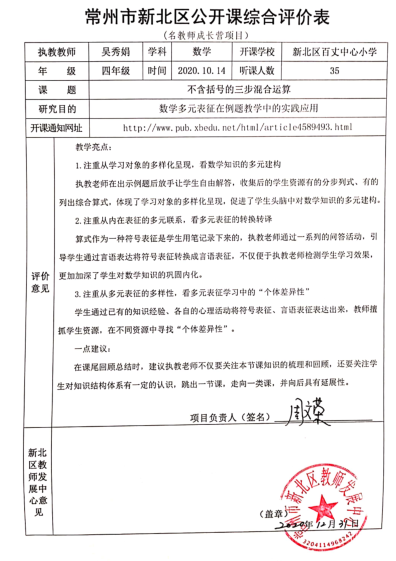 常州市新北区公开课综合评价表
(名教师成长营项目)
执教教师 吴秀娟 学科 数学 开课学校 新北区百丈中心小学
年 级 四年级 时间 2020.10.14 听课人数 35
课 题 不含括号的三步混合运算
研究目的 数学多元表征在例题教学中的实践应用
开课通知网址 http://www.pub.xbedu.net/html/article4589493.html
评价意见
教学亮点：
1.注重从学习对象的多样化呈现，看数学知识的多元建构
执教老师在出示例题后放手让学生自由解答，收集后的学生资源有的分步列式、有的
列出综合算式，体现了学习对象的多样化呈现，促进了学生头脑中对数学知识的多元建构。
2.注重从内在表征的多元联系，看多元表征的转换转译
算式作为一种符号表征是学生用笔记录下来的，执教老师通过一系列的问答活动，引
导学生通过言语表达将符号表征转换成言语表征，不仅便于执教老师检测学生学习效果，
更加加深了学生对数学知识的巩固内化。
3.注重从多元表征的多样性，看多元表征学习中的“个体差异性”
学生通过已有的知识经验、各自的心理活动将符号表征、言语表征表达出来，教师擅
抓学生资源，在不同资源中寻找“个体差异性”。
一点建议：
在课尾回顾总结时，建议执教老师不仅要关注本节课知识的梳理和回顾，还要关注学
生对知识结构体系有一定的认识，跳出一节课，走向一类课，并向后具有延展性。
项目负责人（签名） 周文荣
新北区教师发展中心意见
（盖章）
2020年12月31日
常州市新北区教师发展中心
3204114968242